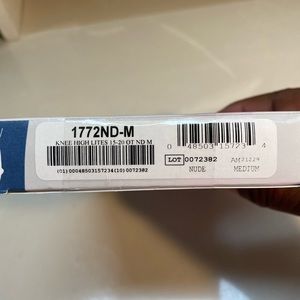 1772ND-M
KNEE HIGH LITES 15-20 OT ND M
(01)00048503157234(10)0072382
0 48503 15723 4
LOT 0072382
NUDE MEDIUM